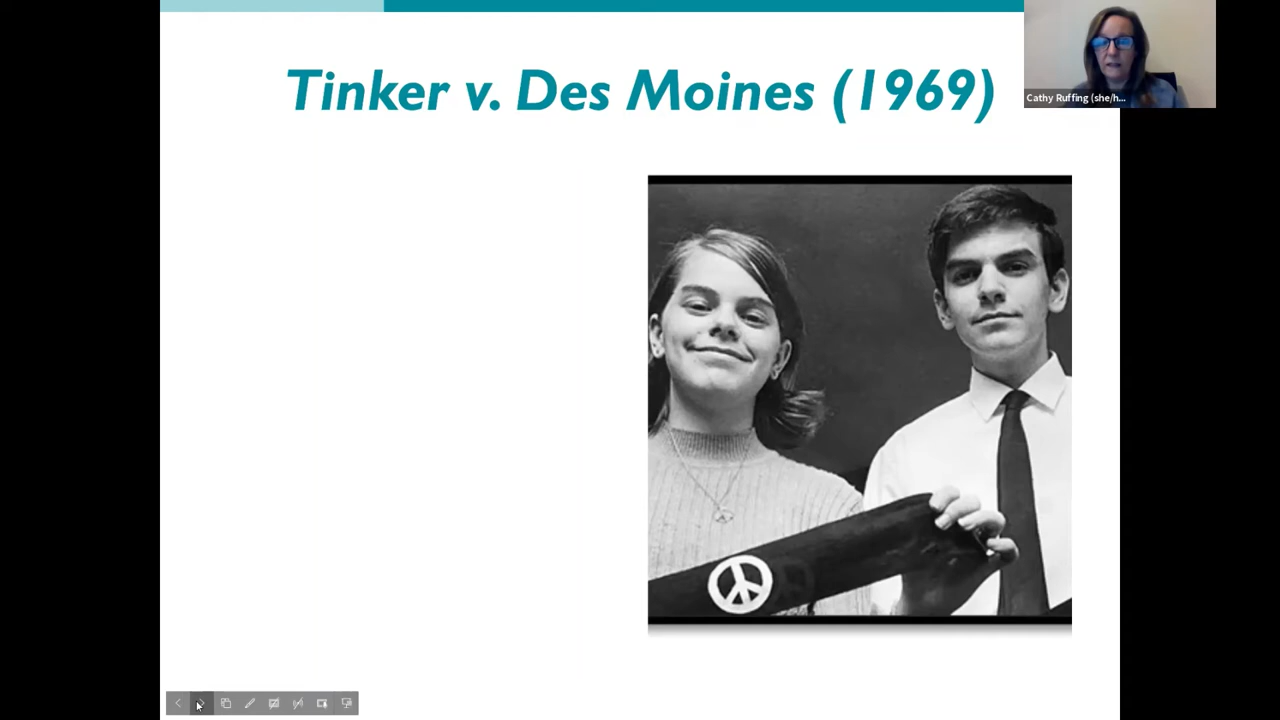 Tinker v. Des Moines (1969)
Cathy Ruffing (she/h...